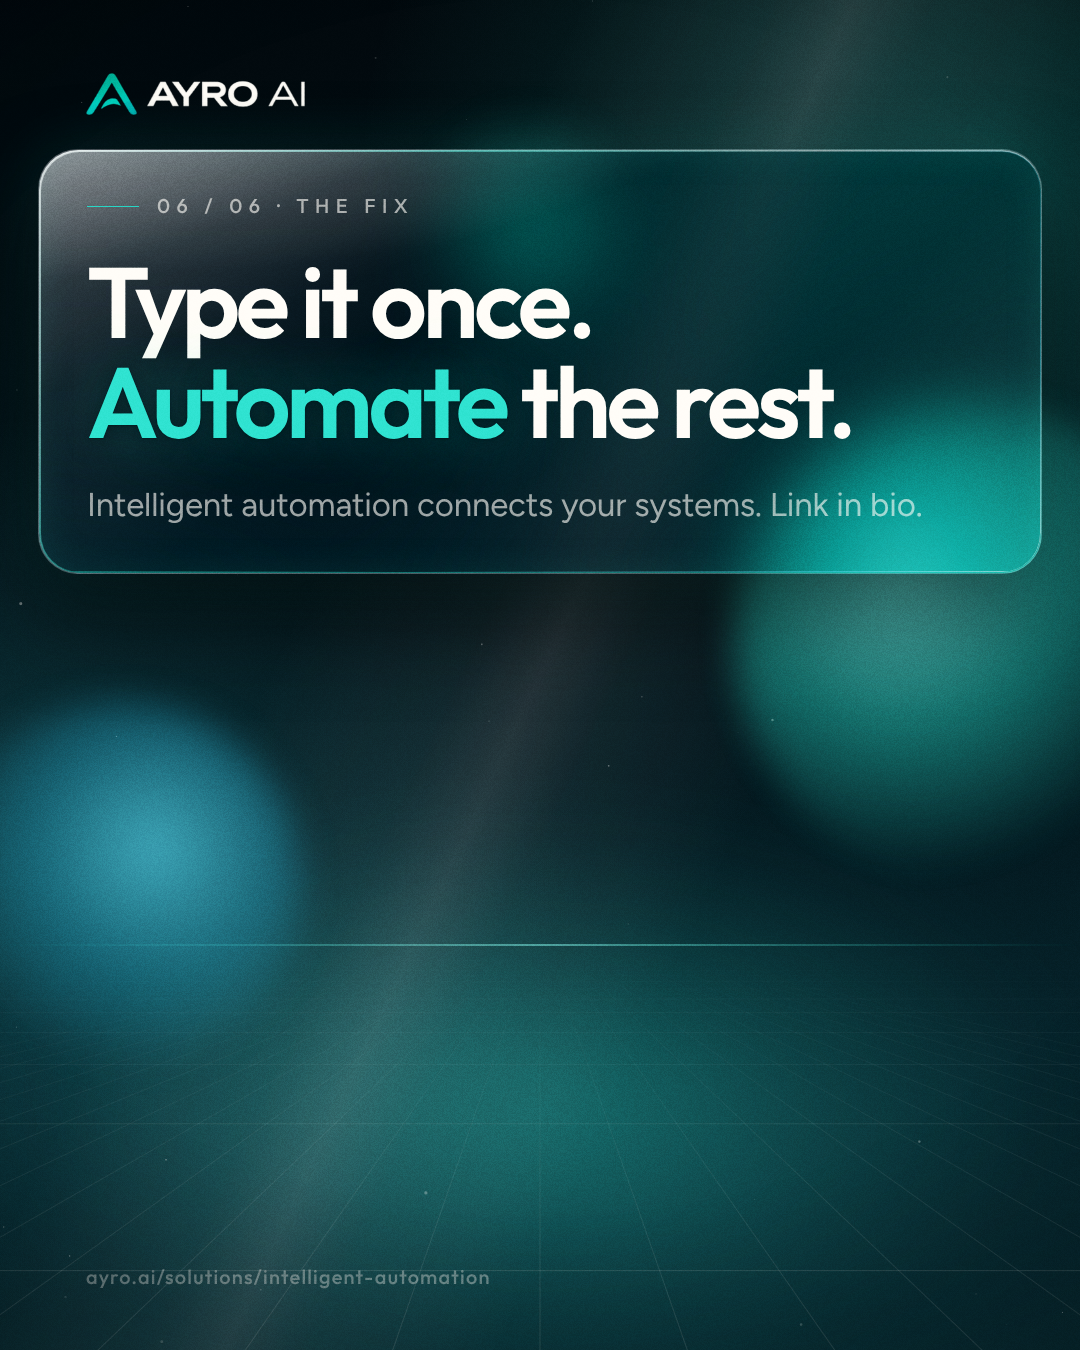 AYRO AI
06 / 06 · THE FIX
Type it once.
Automate the rest.
Intelligent automation connects your systems. Link in bio.
ayro.ai/solutions/intelligent-automation